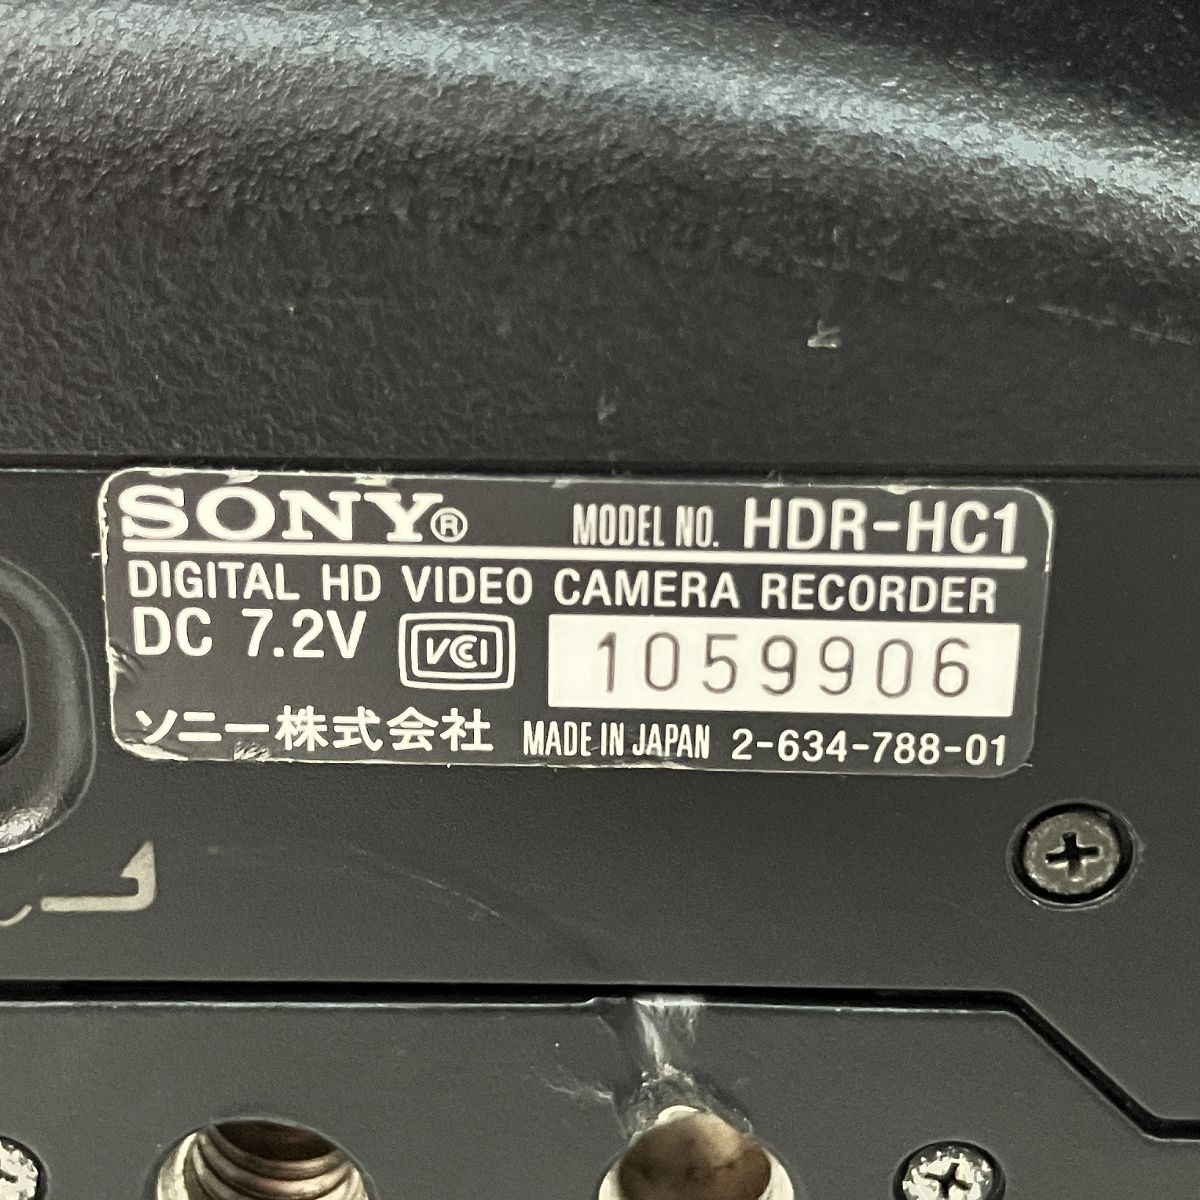 SONY® MODEL NO. HDR-HC1
DIGITAL HD VIDEO CAMERA RECORDER
DC 7.2V VCCI 1059906
ソニー株式会社 MADE IN JAPAN 2-634-788-01